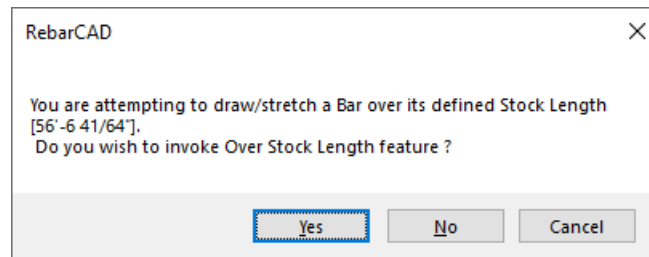 RebarCAD
You are attempting to draw/stretch a Bar over its defined Stock Length
[56'-6 41/64"].
Do you wish to invoke Over Stock Length feature ?
Yes No Cancel